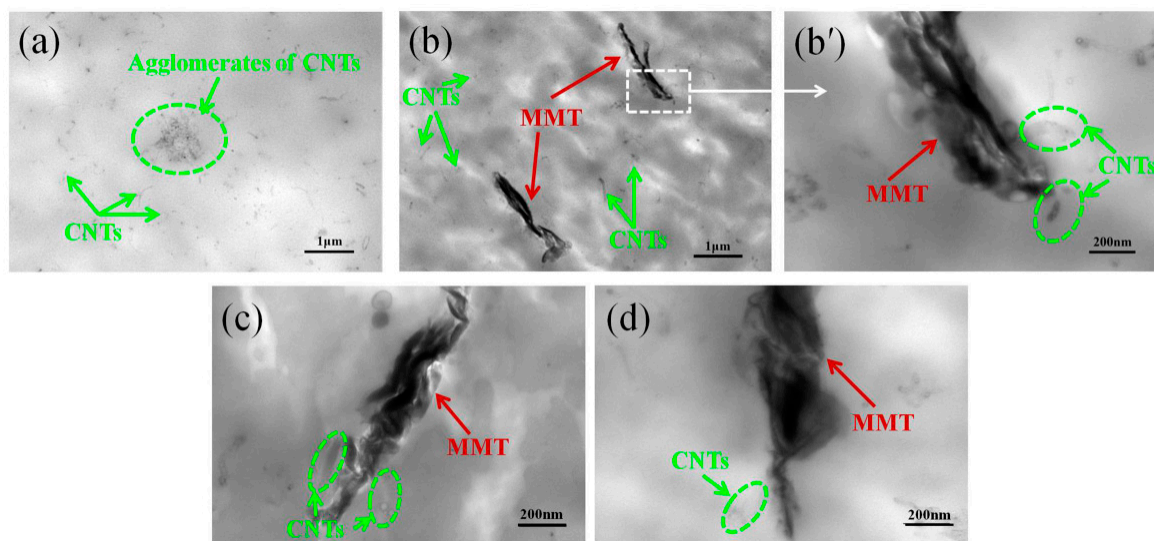 (a)
Agglomerates of CNTs
CNTs
1μm
(b)
CNTs
MMT
CNTs
1μm
(b′)
MMT
CNTs
200nm
(c)
MMT
CNTs
200nm
(d)
MMT
CNTs
200nm